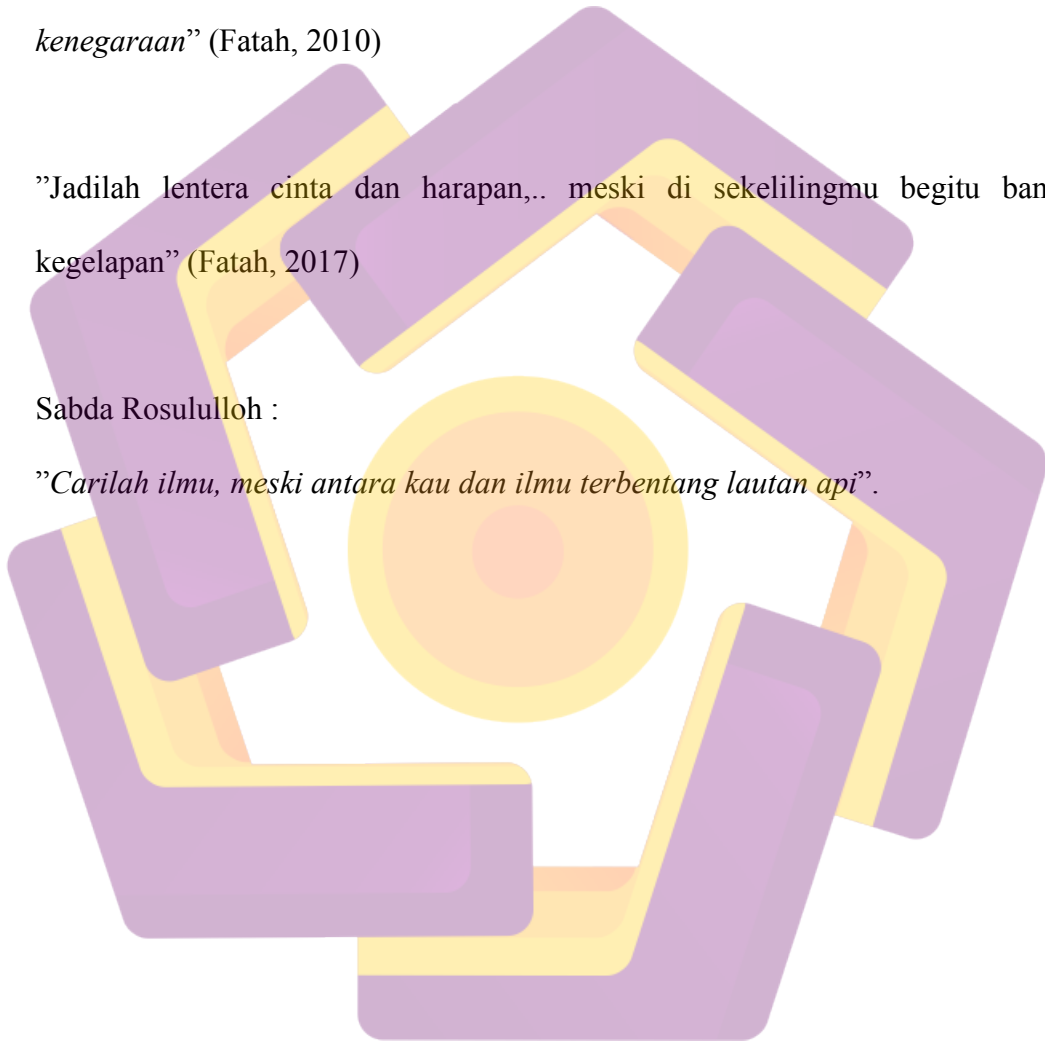 kenegaraan” (Fatah, 2010)
”Jadilah lentera cinta dan harapan,.. meski di sekelilingmu begitu ban
kegelapan” (Fatah, 2017)
Sabda Rosululloh :
”Carilah ilmu, meski antara kau dan ilmu terbentang lautan api”.